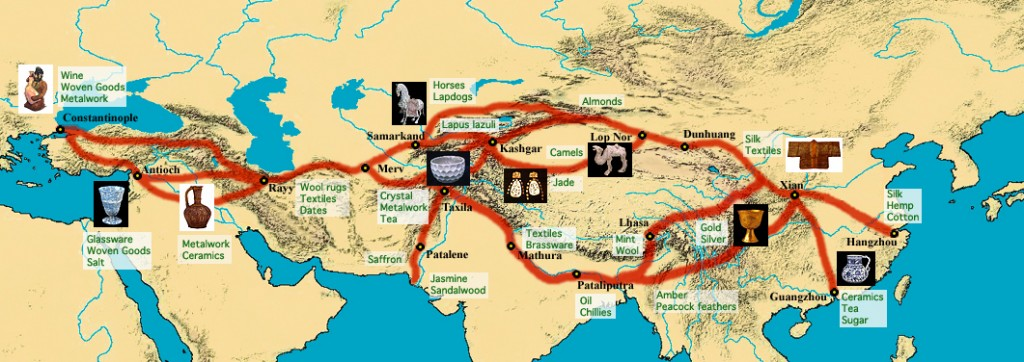 Wine
Woven Goods
Metalwork
Constantinople
Antioch
Glassware
Woven Goods
Salt
Metalwork
Ceramics
Rayy
Wool rugs
Textiles
Dates
Merv
Samarkand
Horses
Lapdogs
Lapus lazuli
Almonds
Kashgar
Crystal
Metalwork
Tea
Taxila
Camels
Jade
Lop Nor
Dunhuang
Silk
Textiles
Xian
Saffron
Patalene
Jasmine
Sandalwood
Textiles
Brassware
Mathura
Oil
Chillies
Pataliputra
Lhasa
Mint
Wool
Gold
Silver
Amber
Peacock feathers
Silk
Hemp
Cotton
Hangzhou
Guangzhou
Ceramics
Tea
Sugar